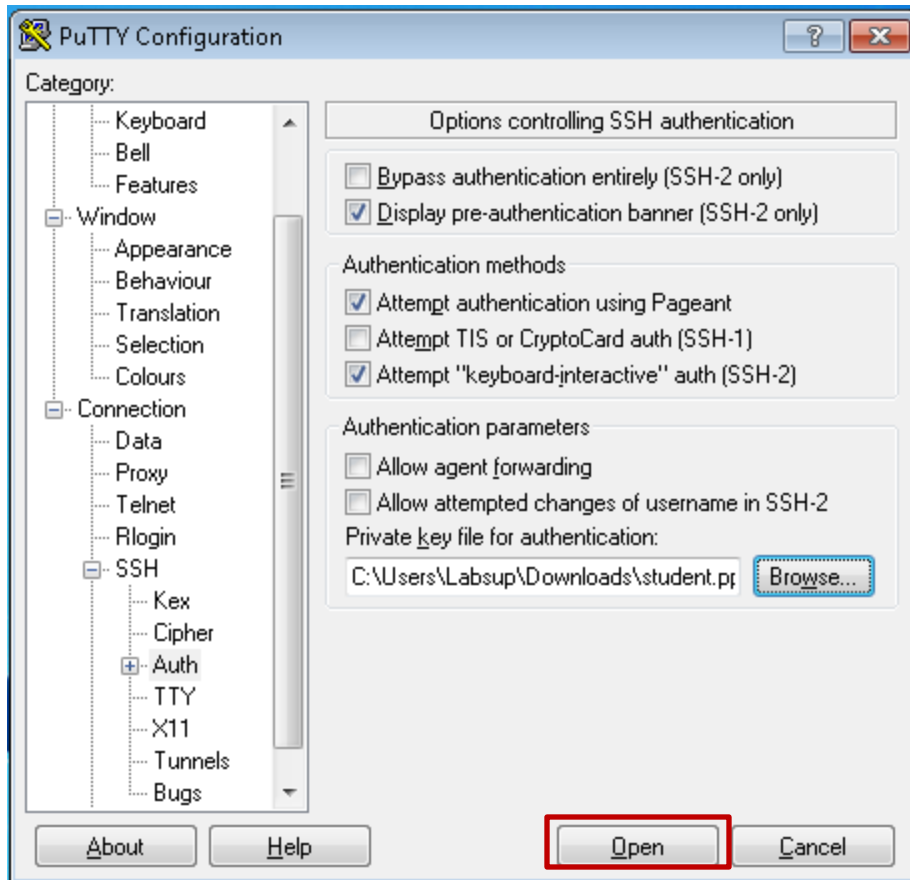 PuTTY Configuration
Category:
Keyboard
Bell
Features
Window
Appearance
Behaviour
Translation
Selection
Colours
Connection
Data
Proxy
Telnet
Rlogin
SSH
Kex
Cipher
Auth
TTY
X11
Tunnels
Bugs
Options controlling SSH authentication
Bypass authentication entirely (SSH-2 only)
Display pre-authentication banner (SSH-2 only)
Authentication methods
Attempt authentication using Pageant
Attempt TIS or CryptoCard auth (SSH-1)
Attempt "keyboard-interactive" auth (SSH-2)
Authentication parameters
Allow agent forwarding
Allow attempted changes of username in SSH-2
Private key file for authentication:
C:\Users\Labsup\Downloads\student.pp Browse...
About Help Open Cancel